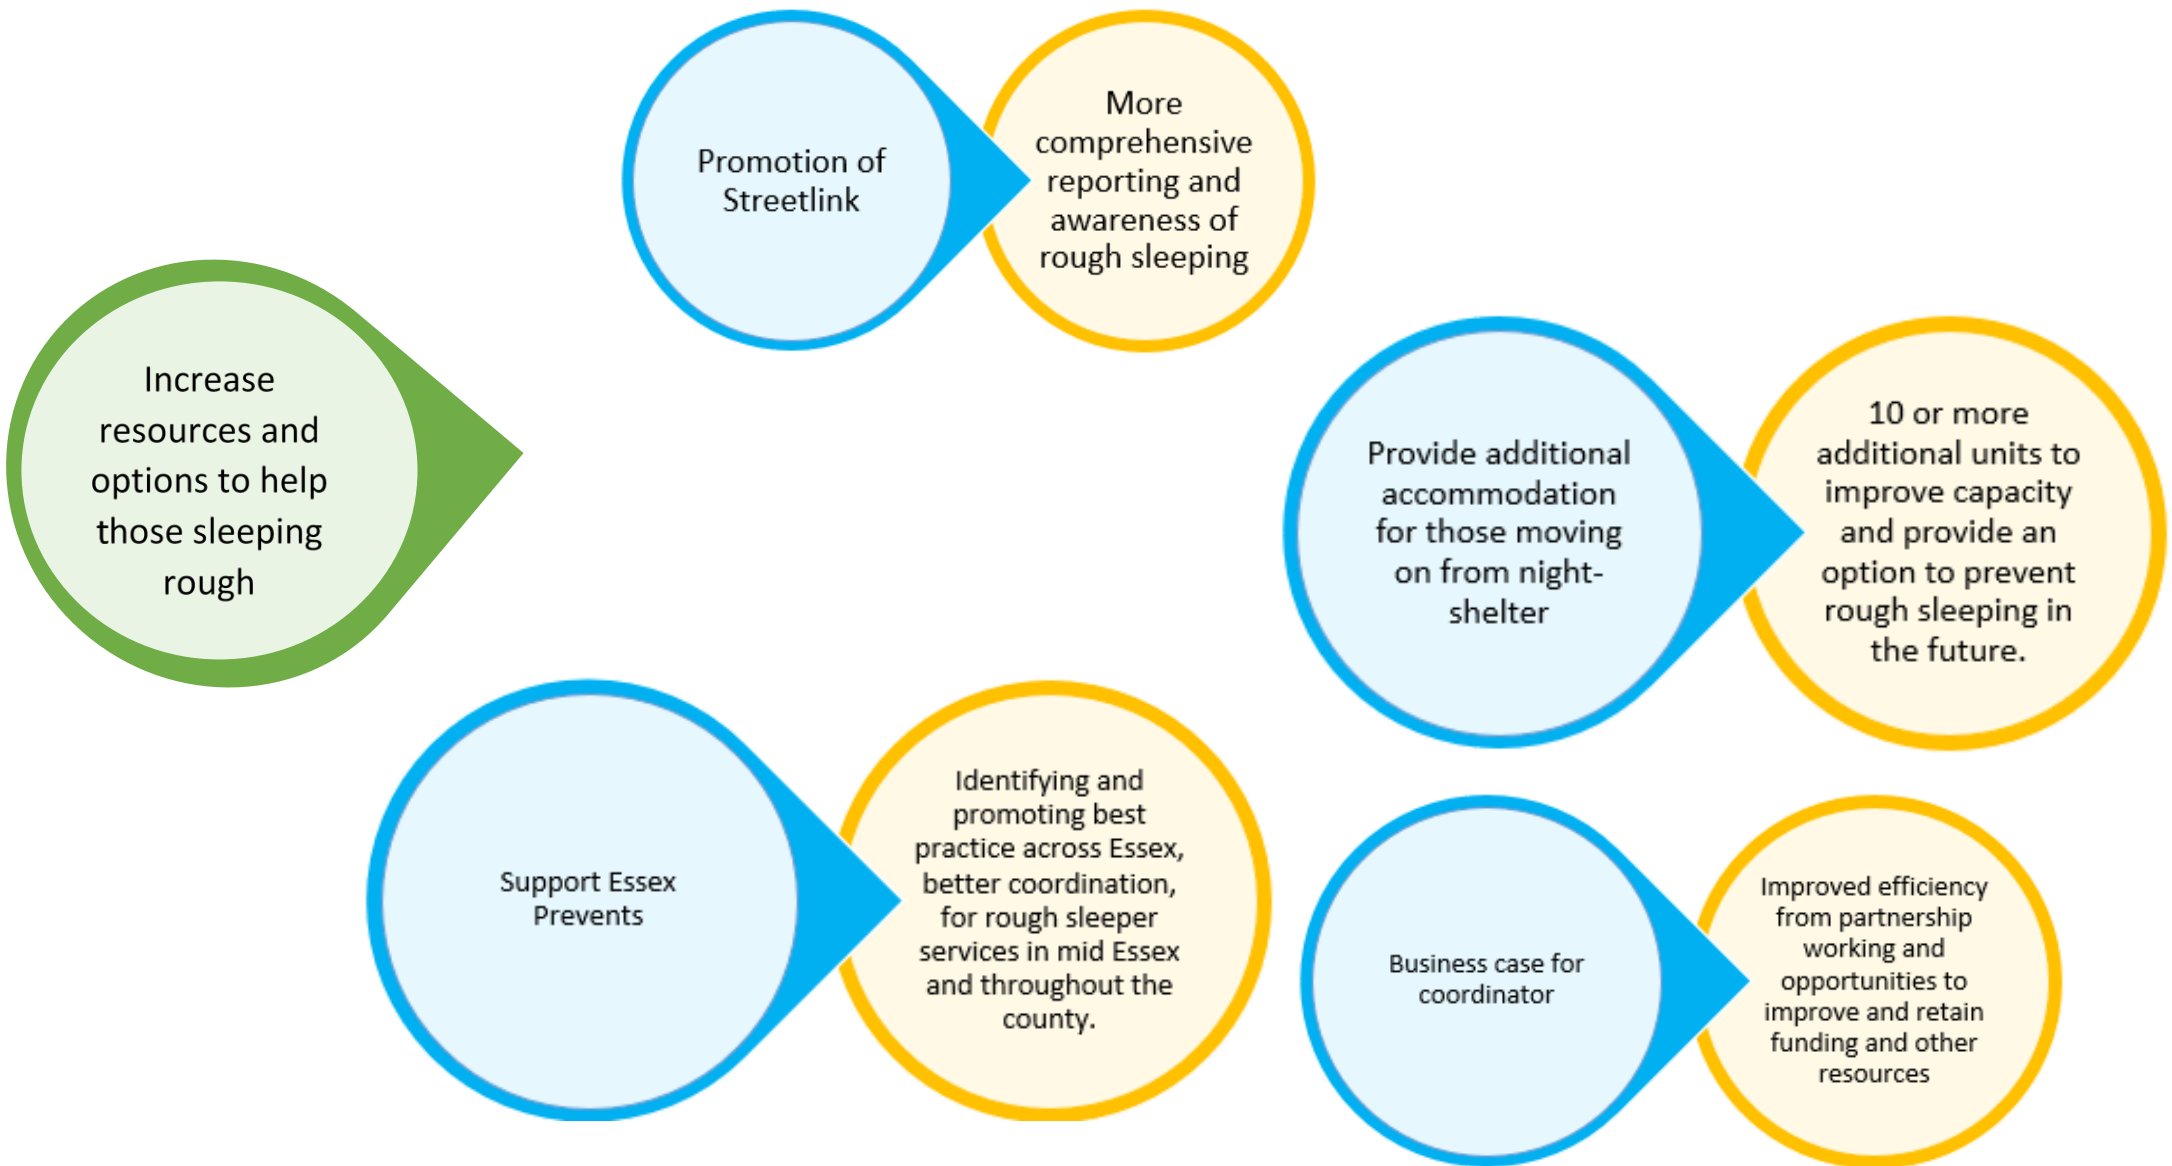 Increase
resources and
options to help
those sleeping
rough
Promotion of
Streetlink
More
comprehensive
reporting and
awareness of
rough sleeping
Provide additional
accommodation
for those moving
on from night-
shelter
10 or more
additional units to
improve capacity
and provide an
option to prevent
rough sleeping in
the future.
Support Essex
Prevents
Identifying and
promoting best
practice across Essex,
better coordination,
for rough sleeper
services in mid Essex
and throughout the
county.
Business case for
coordinator
Improved efficiency
from partnership
working and
opportunities to
improve and retain
funding and other
resources